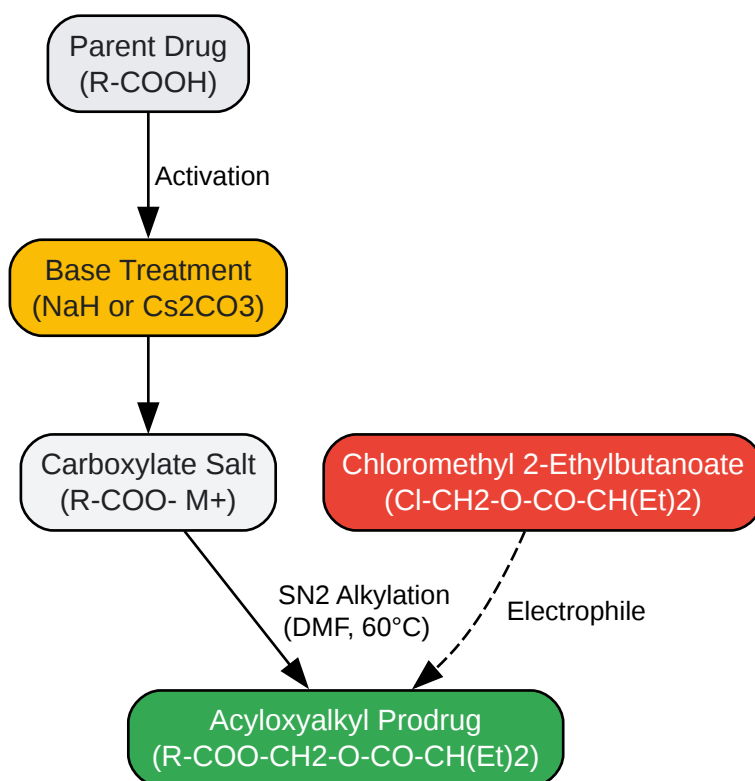 Parent Drug
(R-COOH)
Activation
Base Treatment
(NaH or Cs2CO3)
Carboxylate Salt
(R-COO- M+)
Chloromethyl 2-Ethylbutanoate
(Cl-CH2-O-CO-CH(Et)2)
SN2 Alkylation
(DMF, 60°C)
Electrophile
Acyloxyalkyl Prodrug
(R-COO-CH2-O-CO-CH(Et)2)